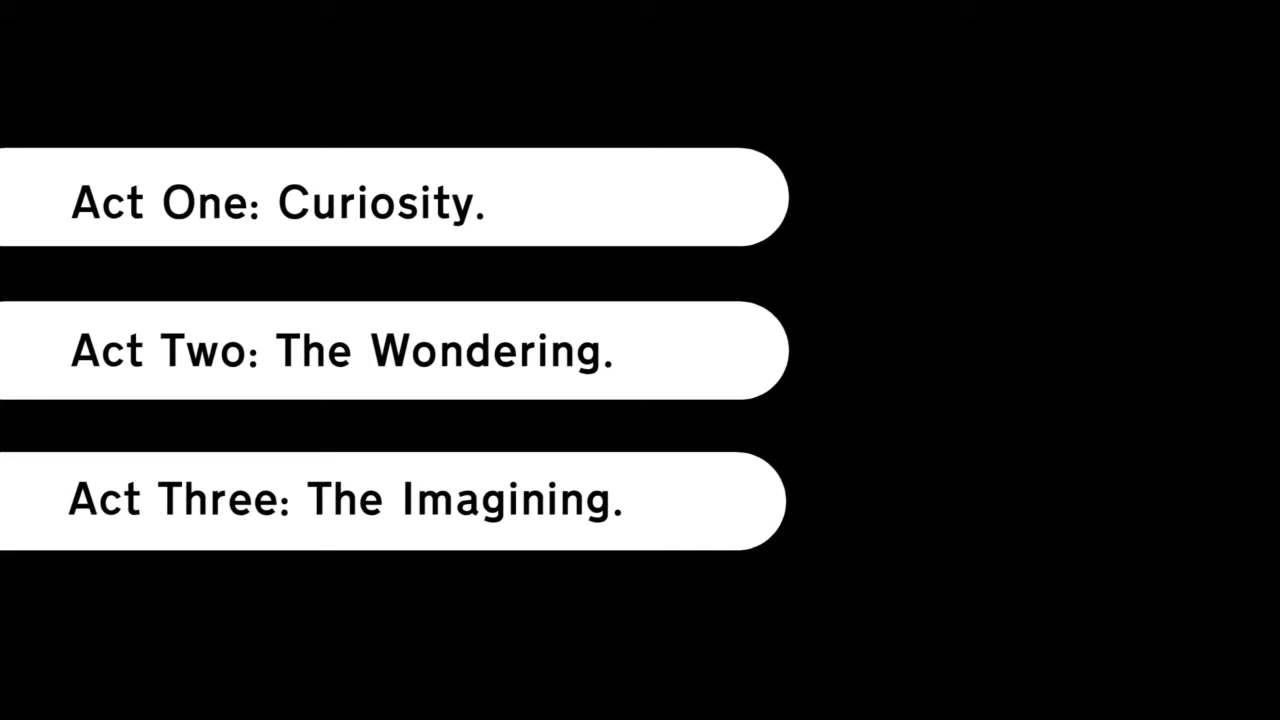 Act One: Curiosity.
Act Two: The Wondering.
Act Three: The Imagining.